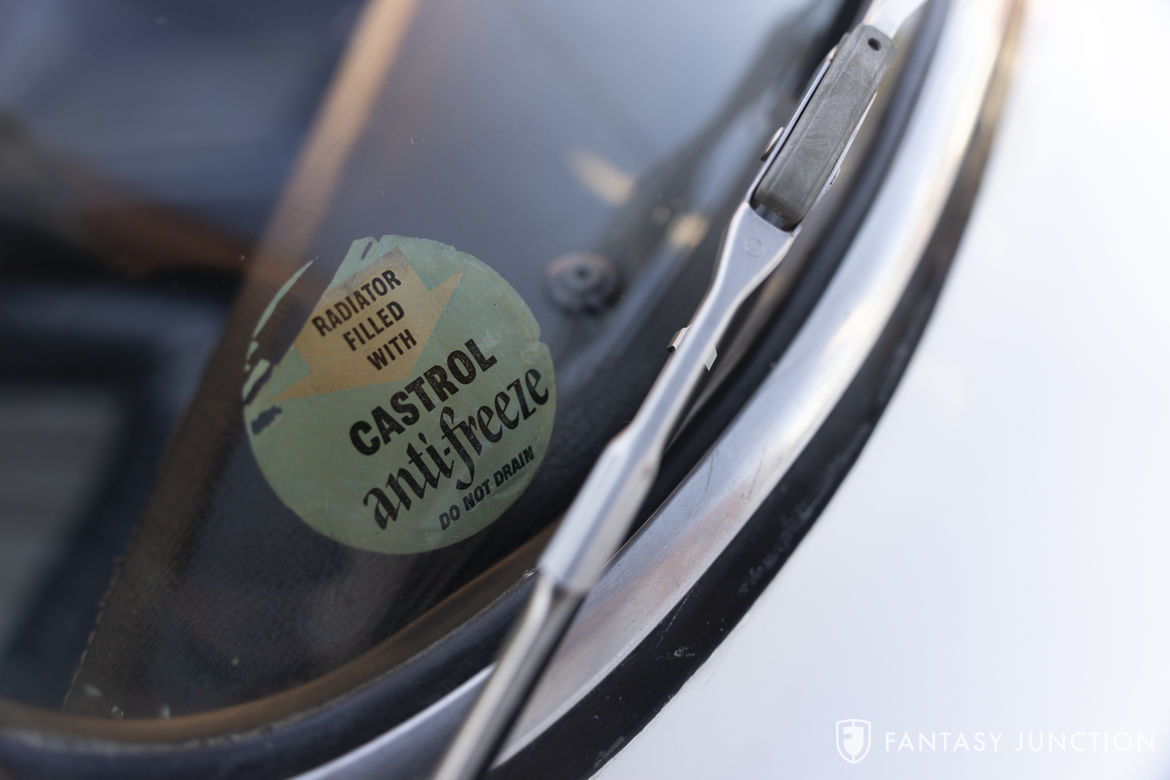 RADIATOR
FILLED
WITH
CASTROL
anti-freeze
DO NOT DRAIN
FANTASY JUNCTION